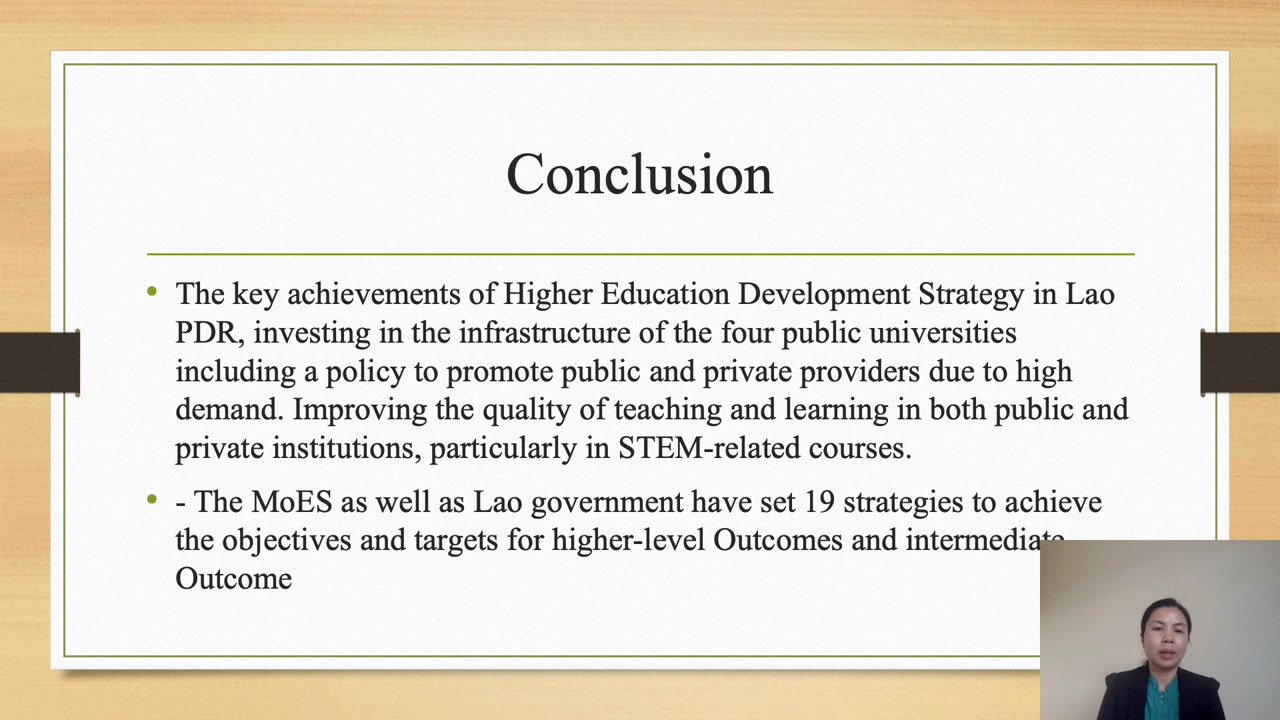 Conclusion
• The key achievements of Higher Education Development Strategy in Lao
PDR, investing in the infrastructure of the four public universities
including a policy to promote public and private providers due to high
demand. Improving the quality of teaching and learning in both public and
private institutions, particularly in STEM-related courses.
• - The MoES as well as Lao government have set 19 strategies to achieve
the objectives and targets for higher-level Outcomes and intermediate
Outcome